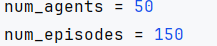 num_agents = 50
num_episodes = 150